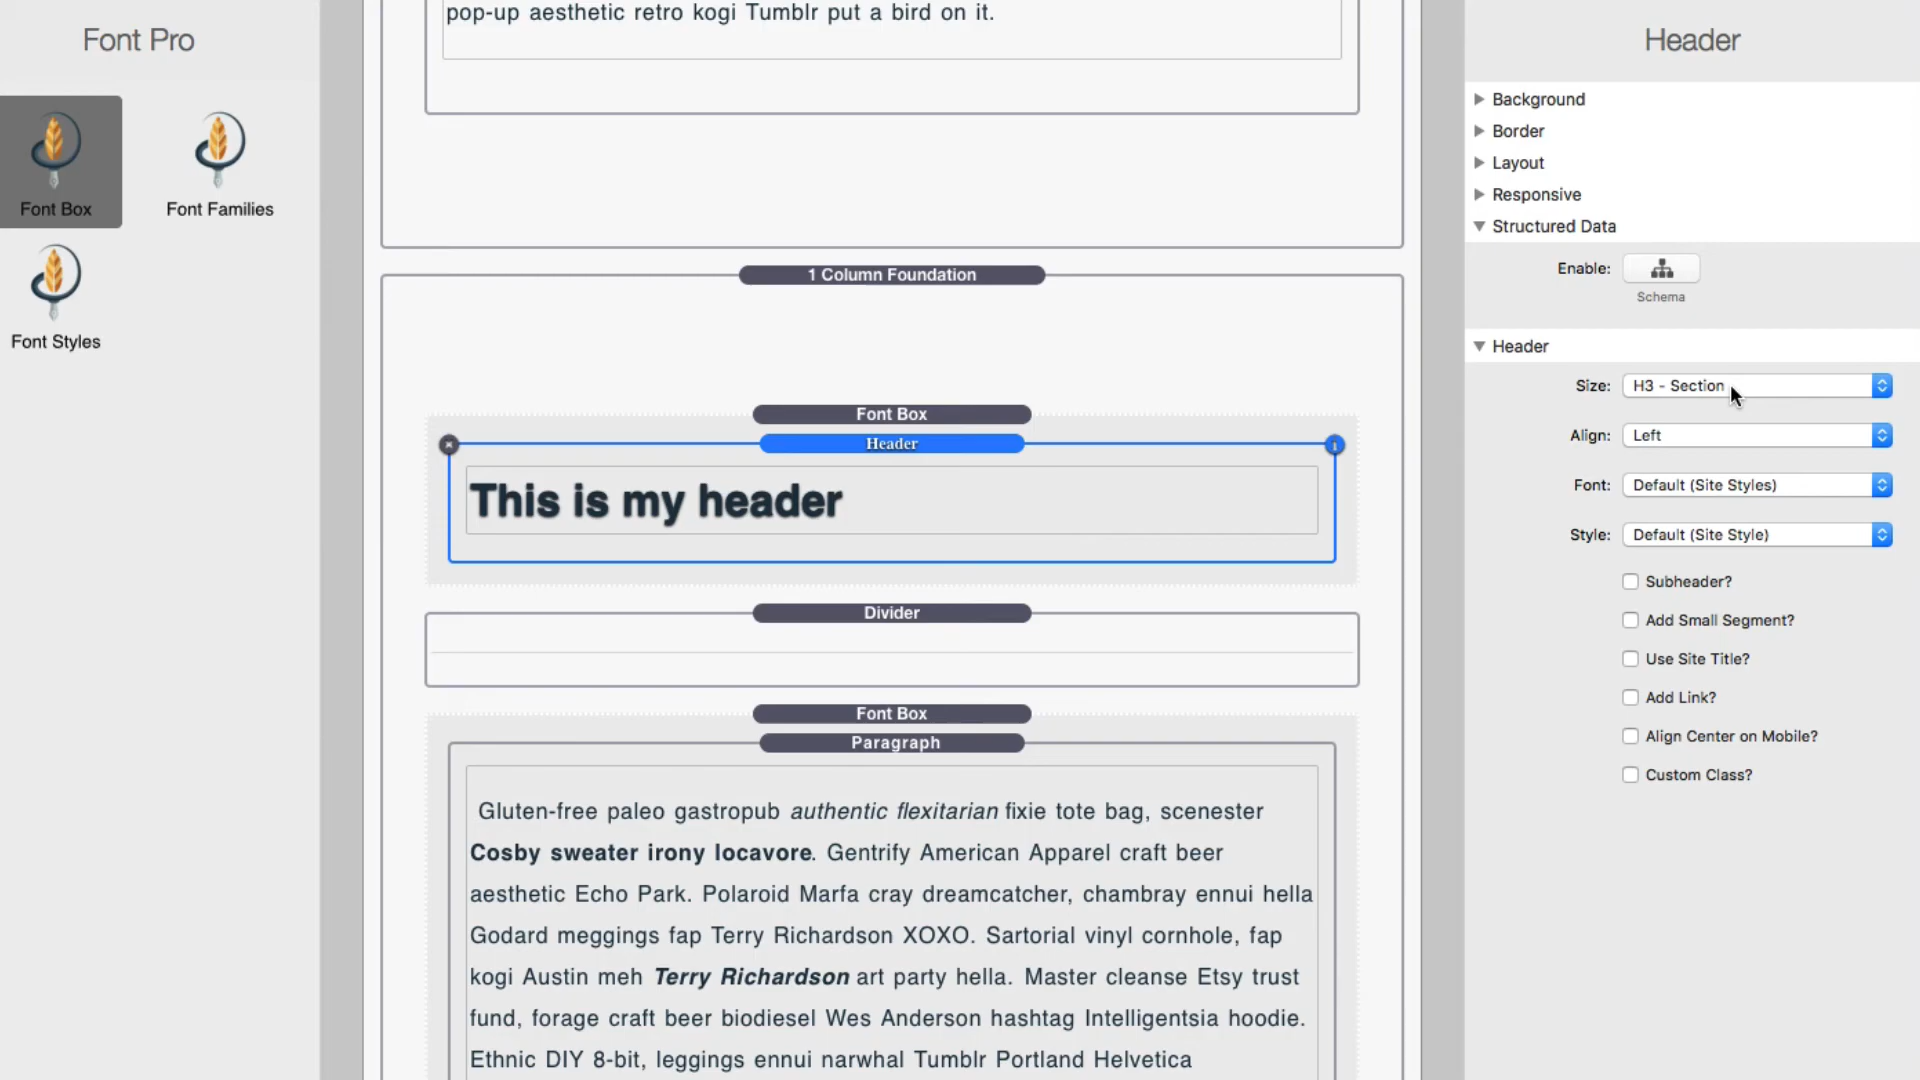 Font Pro
Font Box
Font Families
Font Styles
pop-up aesthetic retro kogi Tumblr put a bird on it.
1 Column Foundation
Font Box
Header
This is my header
Divider
Font Box
Paragraph
Gluten-free paleo gastropub authentic flexitarian fixie tote bag, scenester
Cosby sweater irony locavore. Gentrify American Apparel craft beer
aesthetic Echo Park. Polaroid Marfa cray dreamcatcher, chambray ennui hella
Godard meggings fap Terry Richardson XOXO. Sartorial vinyl cornhole, fap
kogi Austin meh Terry Richardson art party hella. Master cleanse Etsy trust
fund, forage craft beer biodiesel Wes Anderson hashtag Intelligentsia hoodie.
Ethnic DIY 8-bit, leggings ennui narwhal Tumblr Portland Helvetica
Header
Background
Border
Layout
Responsive
Structured Data
Enable:
Schema
Header
Size: H3 - Section
Align: Left
Font: Default (Site Styles)
Style: Default (Site Style)
Subheader?
Add Small Segment?
Use Site Title?
Add Link?
Align Center on Mobile?
Custom Class?